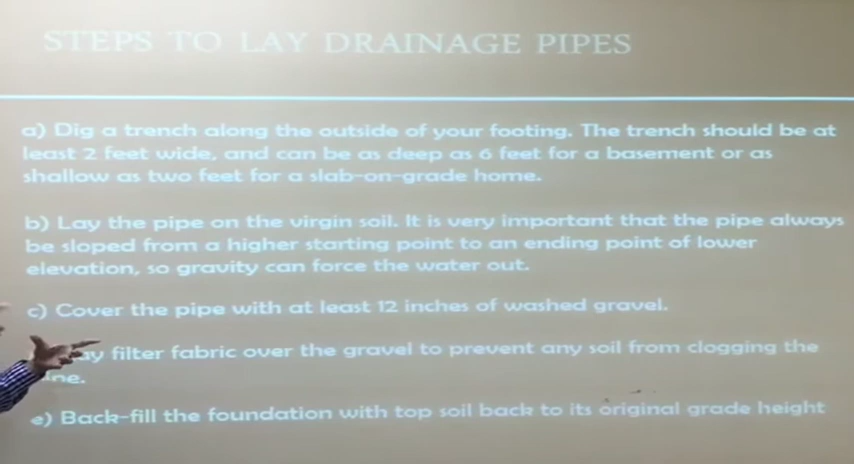 STEPS TO LAY DRAINAGE PIPES
a) Dig a trench along the outside of your footing. The trench should be at
least 2 feet wide, and can be as deep as 6 feet for a basement or as
shallow as two feet for a slab-on-grade home.
b) Lay the pipe on the virgin soil. It is very important that the pipe always
be sloped from a higher starting point to an ending point of lower
elevation, so gravity can force the water out.
c) Cover the pipe with at least 12 inches of washed gravel.
filter fabric over the gravel to prevent any soil from clogging the
e) Back-fill the foundation with top soil back to its original grade height